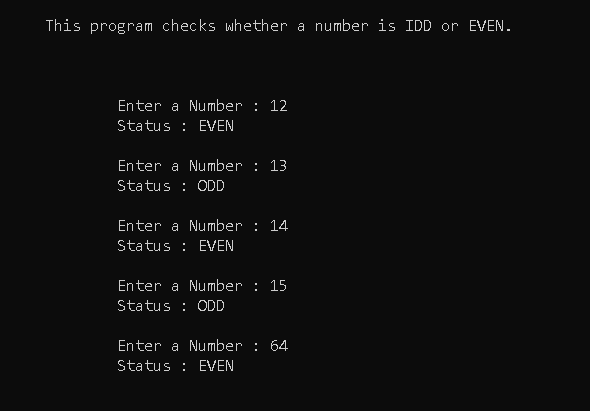 This program checks whether a number is IDD or EVEN.
Enter a Number : 12
Status : EVEN
Enter a Number : 13
Status : ODD
Enter a Number : 14
Status : EVEN
Enter a Number : 15
Status : ODD
Enter a Number : 64
Status : EVEN